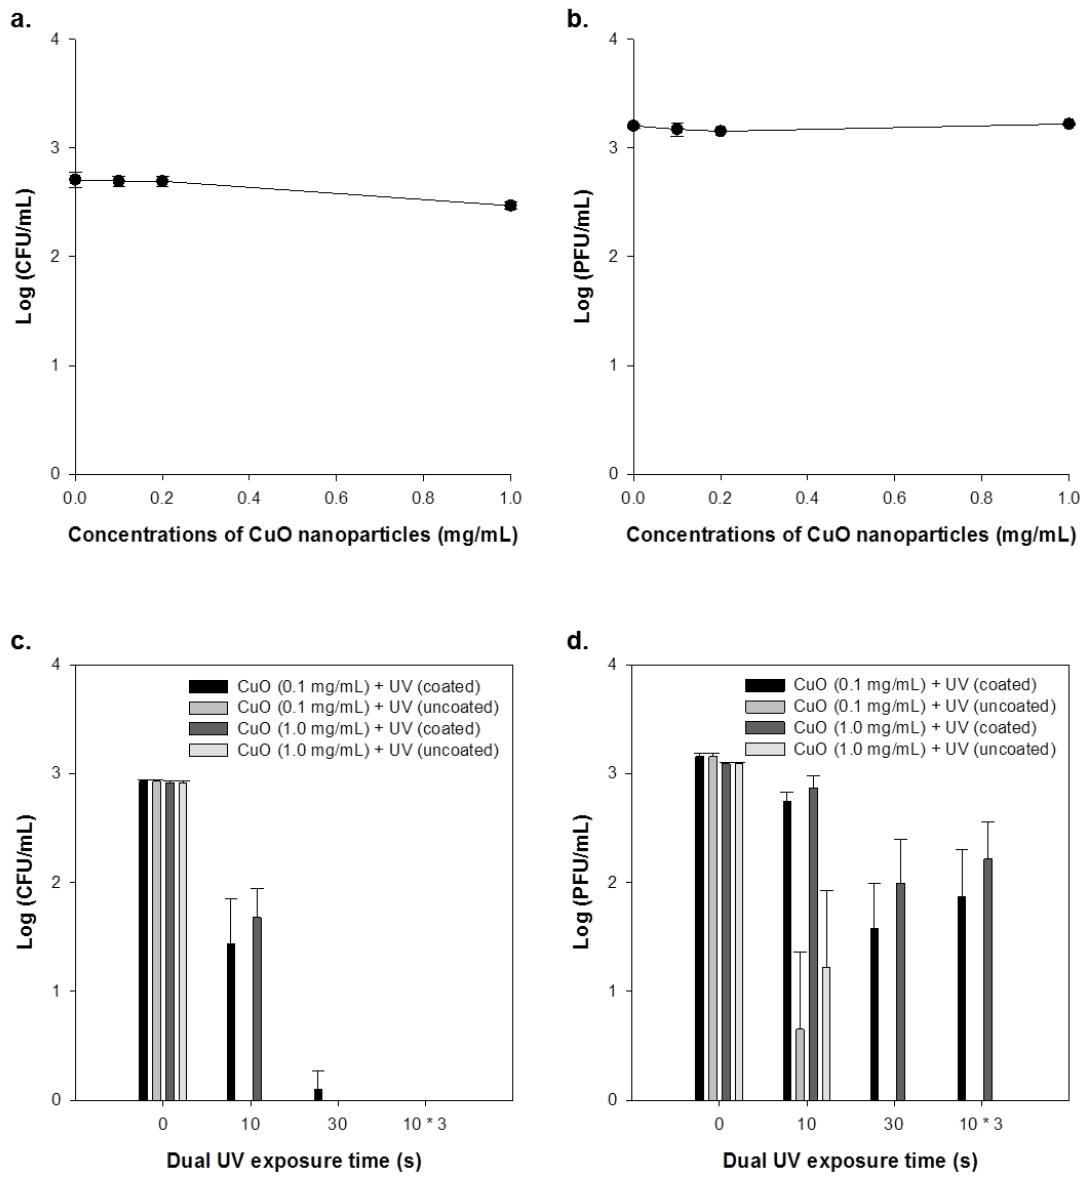 a.
4
3
2
1
0
Log (CFU/mL)
0.0 0.2 0.4 0.6 0.8 1.0
Concentrations of CuO nanoparticles (mg/mL)
b.
4
3
2
1
0
Log (PFU/mL)
0.0 0.2 0.4 0.6 0.8 1.0
Concentrations of CuO nanoparticles (mg/mL)
c.
CuO (0.1 mg/mL) + UV (coated)
CuO (0.1 mg/mL) + UV (uncoated)
CuO (1.0 mg/mL) + UV (coated)
CuO (1.0 mg/mL) + UV (uncoated)
4
3
2
1
0
Log (CFU/mL)
0 10 30 10 * 3
Dual UV exposure time (s)
d.
CuO (0.1 mg/mL) + UV (coated)
CuO (0.1 mg/mL) + UV (uncoated)
CuO (1.0 mg/mL) + UV (coated)
CuO (1.0 mg/mL) + UV (uncoated)
4
3
2
1
0
Log (PFU/mL)
0 10 30 10 * 3
Dual UV exposure time (s)